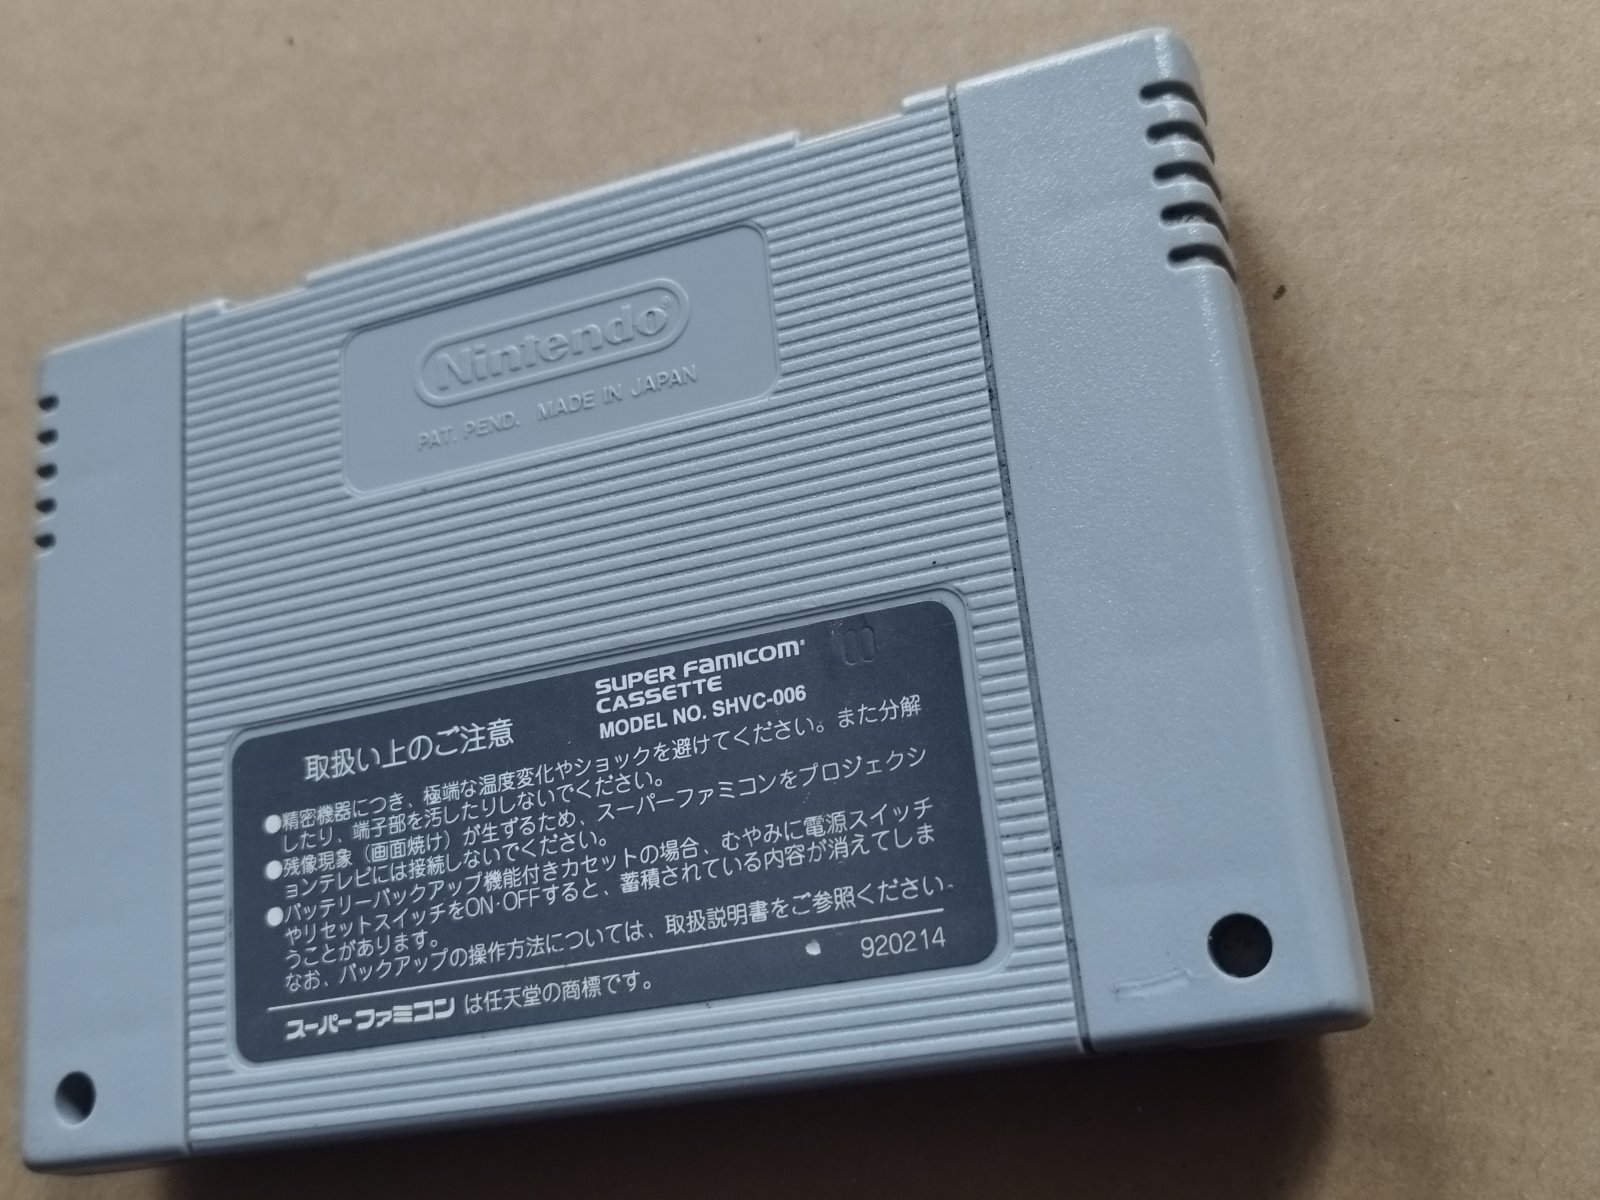 Nintendo®
PAT. PEND. MADE IN JAPAN
SUPER FAMICOM
CASSETTE
MODEL NO. SHVC-006
取扱い上のご注意
●精密機器につき、極端な温度変化やショックを避けてください。また分解
したり、端子部を汚したりしないでください。
●残像現象（画面焼け）が生ずるため、スーパーファミコンをプロジェクシ
ョンテレビには接続しないでください。
●バッテリーバックアップ機能付きカセットの場合、むやみに電源スイッチ
やリセットスイッチをON·OFFすると、蓄積されている内容が消えてしま
うことがあります。
なお、バックアップの操作方法については、取扱説明書をご参照ください。
スーパーファミコン は任天堂の商標です。
920214